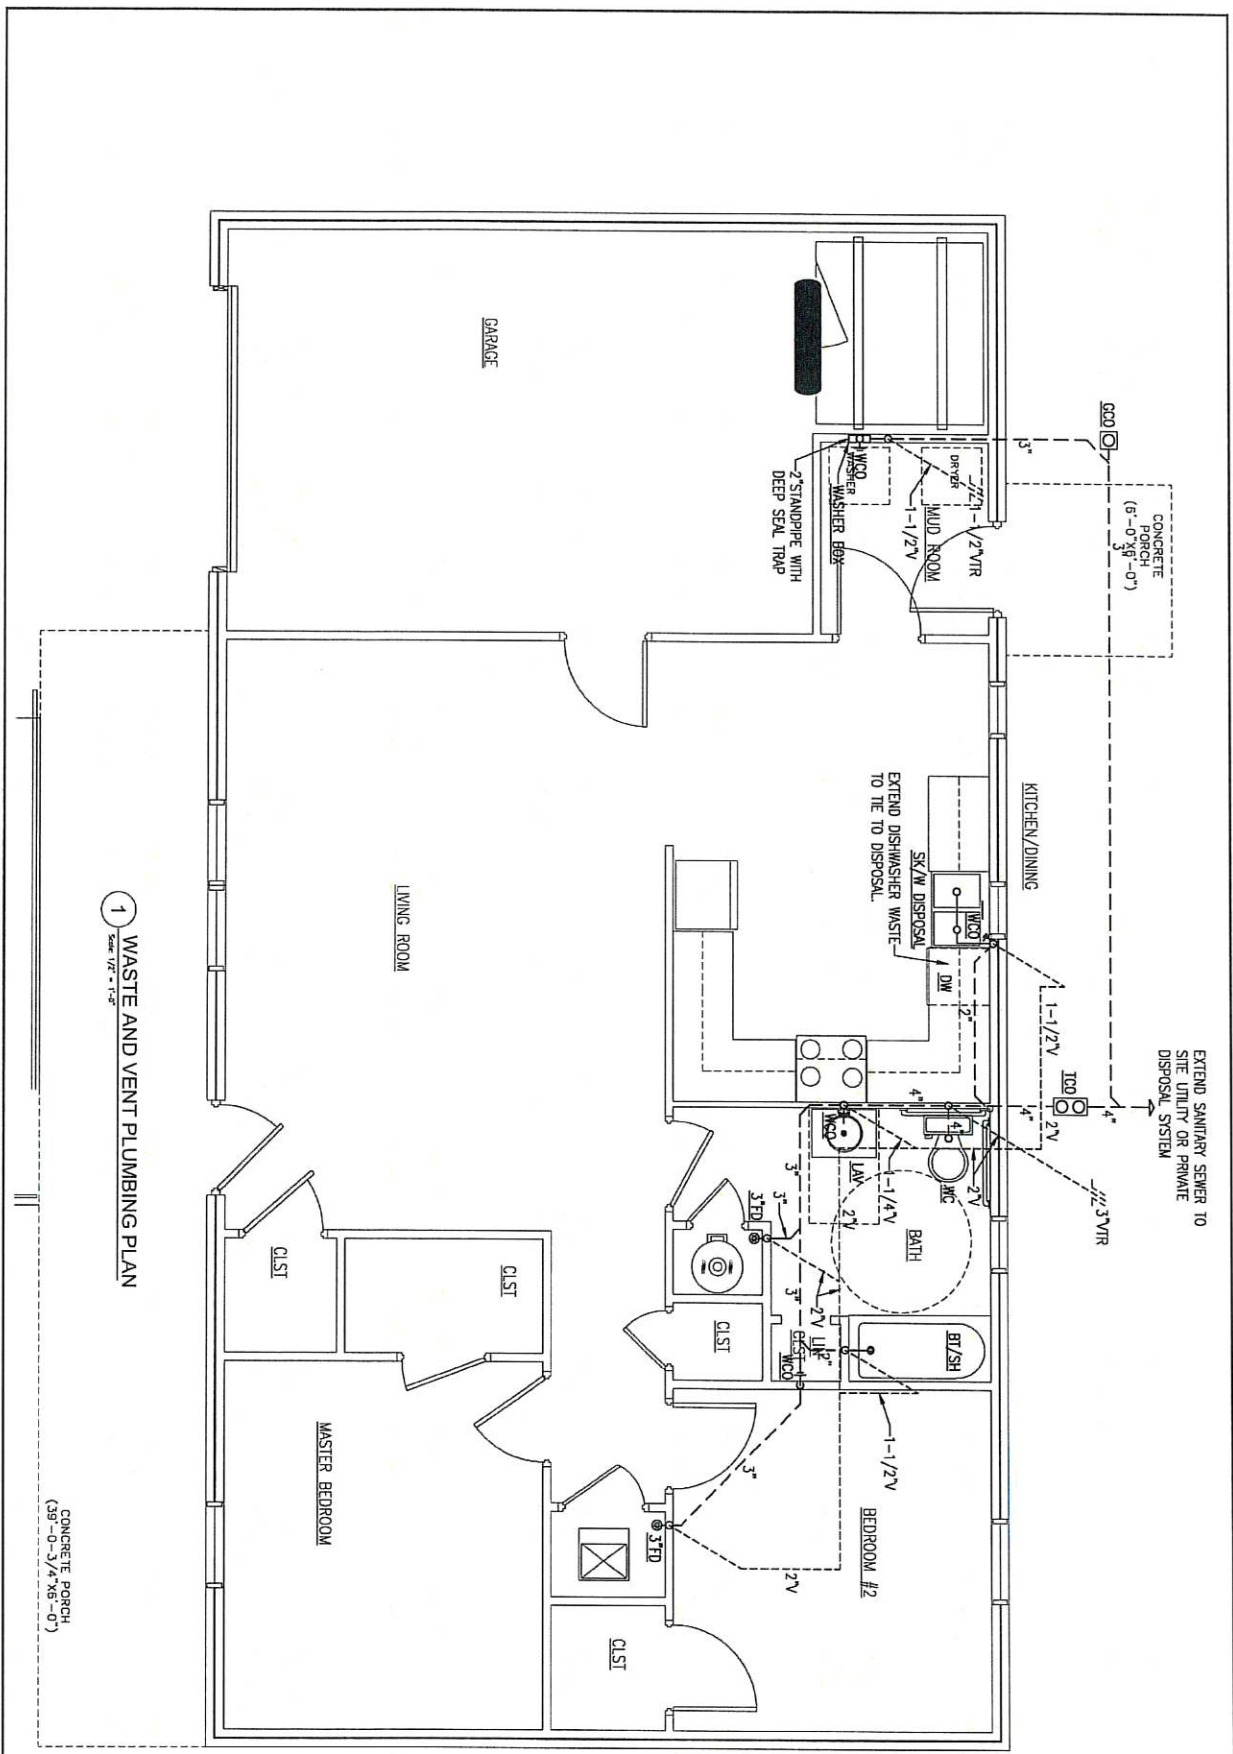 EXTEND SANITARY SEWER TO
SITE UTILITY OR PRIVATE
DISPOSAL SYSTEM
GCO
3"
CONCRETE
PORCH
(6'-0"X6'-0")
3"
TCO
4"
4"
2"V
1-1/2"V
3"VTR
KITCHEN/DINING
GARAGE
DRYER
WASHER
WCO
WASHER BOX
2"STANDPIPE WITH
DEEP SEAL TRAP
1-1/2"VTR
MUD ROOM
1-1/2"V
EXTEND DISHWASHER WASTE
TO TIE TO DISPOSAL.
SK/W DISPOSAL
WCO
DW
2"
4"
4"
WC
2"V
WCO
LAV
1-1/4"V
2"V
BATH
3"
3"FD
3"
3"
2"V
LIN
CLST
2"
WCO
BT/SH
1-1/2"V
3"
BEDROOM #2
3"FD
2"V
LIVING ROOM
CLST
CLST
CLST
CLST
MASTER BEDROOM
CONCRETE PORCH
(39'-0-3/4"X6'-0")
1
WASTE AND VENT PLUMBING PLAN
Scale: 1/2" = 1'-0"